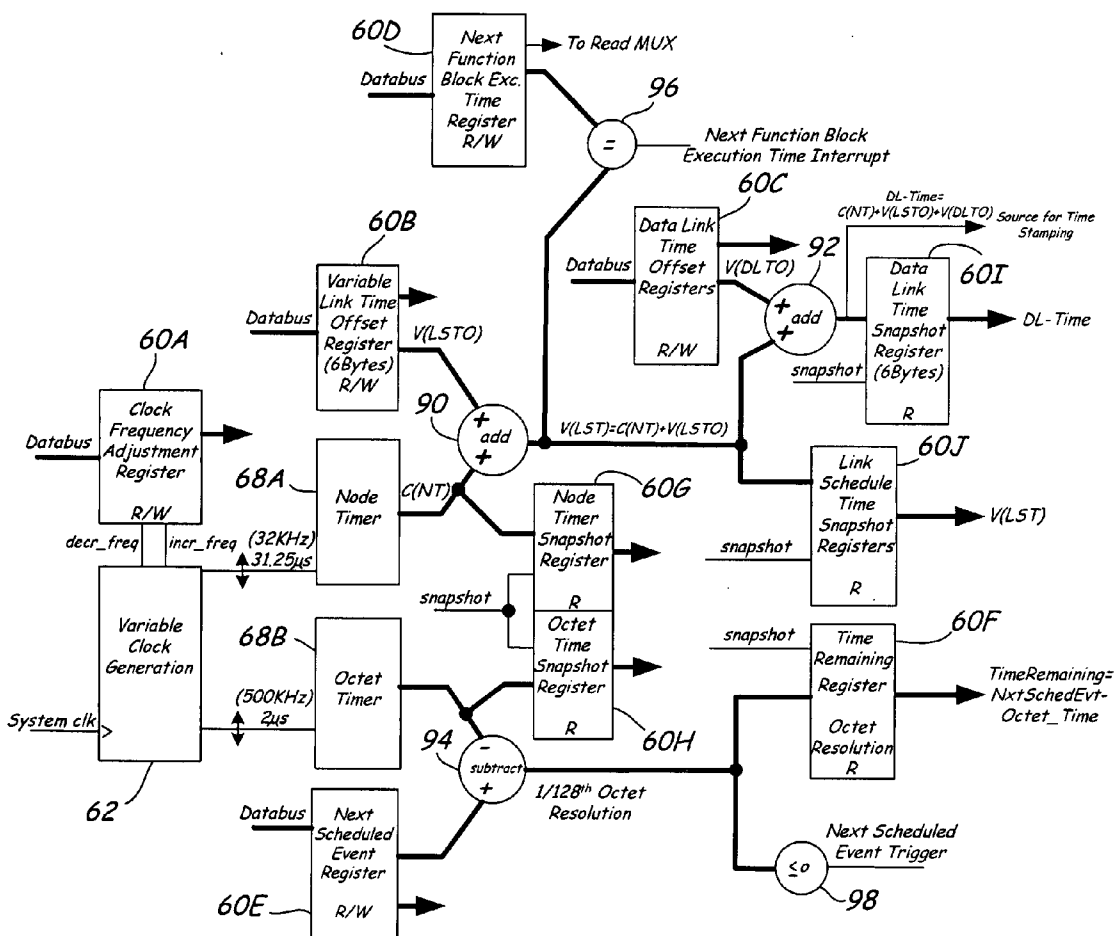 60D
Next
Function
Block Exc.
Time
Register
R/W
To Read MUX
Databus
96
=
Next Function Block
Execution Time Interrupt
60C
Data Link
Time
Offset
Registers
R/W
Databus
V(DLTO)
92
+
add
+
DL-Time=
C(NT)+V(LSTO)+V(DLTO)
Source for Time
Stamping
60I
Data
Link
Time
Snapshot
Register
(6Bytes)
R
snapshot
DL-Time
60B
Variable
Link Time
Offset
Register
(6Bytes)
R/W
Databus
V(LSTO)
60A
Clock
Frequency
Adjustment
Register
R/W
Databus
decr_freq
incr_freq
90
+
add
+
V(LST)=C(NT)+V(LSTO)
68A
Node
Timer
C(NT)
(32KHz)
31.25µs
60G
Node
Timer
Snapshot
Register
R
snapshot
Octet
Time
Snapshot
Register
R
60H
60J
Link
Schedule
Time
Snapshot
Registers
R
snapshot
V(LST)
Variable
Clock
Generation
System clk
62
68B
Octet
Timer
(500KHz)
2µs
94
-
subtract
+
1/128th Octet
Resolution
60F
Time
Remaining
Register
Octet
Resolution
R
snapshot
TimeRemaining=
NxtSchedEvt-
Octet_Time
Databus
Next
Scheduled
Event
Register
R/W
60E
≤o
98
Next Scheduled
Event Trigger